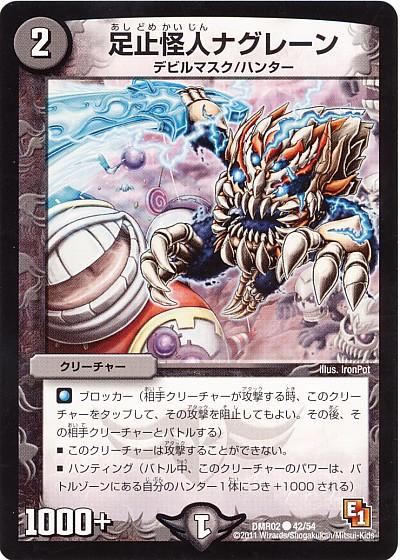 2
あしどめかいじん
足止怪人ナグレーン
デビルマスク/ハンター
Illus. IronPot
クリーチャー
ブロッカー（相手クリーチャーが攻撃する時、このクリー
チャーをタップして、その攻撃を阻止してもよい。その後、そ
の相手クリーチャーとバトルする）
■ このクリーチャーは攻撃することができない。
■ ハンティング（バトル中、このクリーチャーのパワーは、バ
トルゾーンにある自分のハンター1体につき+1000される）
1000+
1
DMR02 ● 42/54
©2011 Wizards/Shogakukan/Mitsui-Kids
E1